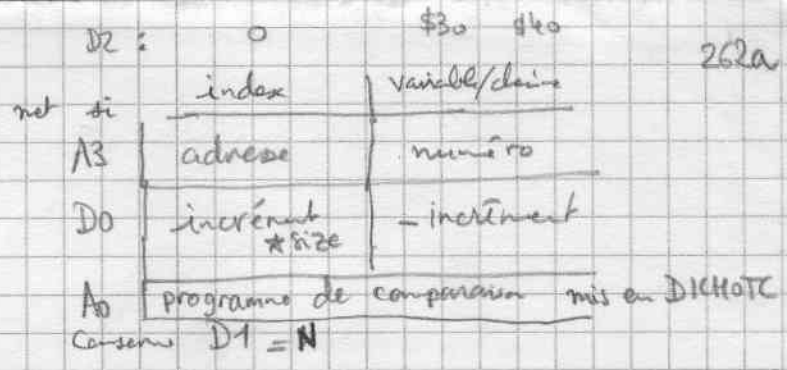 D2 : 0 $30 $40
262a
index variable/chaine
met si
A3 adresse numéro
D0 incrément - incrément
*size
A0 programme de comparaison mis en DICHOTC
Conserve D1 = N